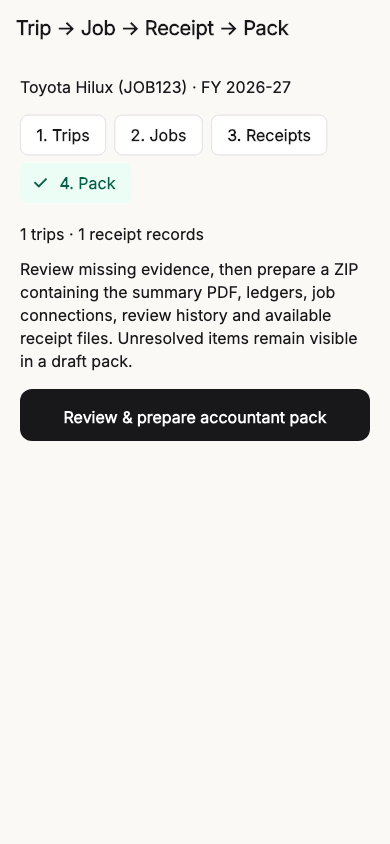 Trip → Job → Receipt → Pack
Toyota Hilux (JOB123) · FY 2026-27
1. Trips
2. Jobs
3. Receipts
✓ 4. Pack
1 trips · 1 receipt records
Review missing evidence, then prepare a ZIP
containing the summary PDF, ledgers, job
connections, review history and available
receipt files. Unresolved items remain visible
in a draft pack.
Review & prepare accountant pack